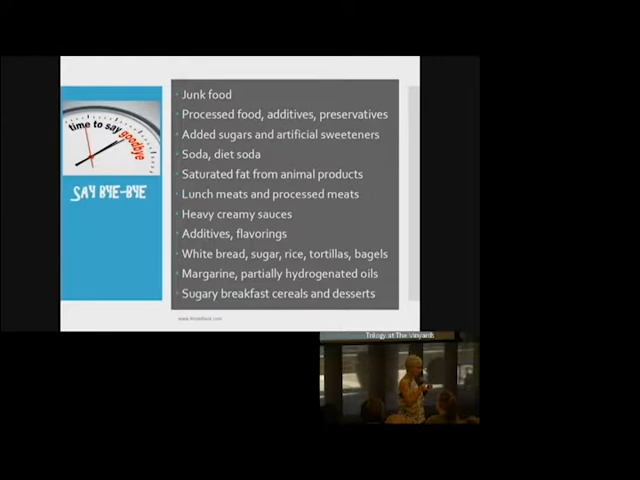 time to say goodbye
SAY BYE-BYE
Junk food
Processed food, additives, preservatives
Added sugars and artificial sweeteners
Soda, diet soda
Saturated fat from animal products
Lunch meats and processed meats
Heavy creamy sauces
Additives, flavorings
White bread, sugar, rice, tortillas, bagels
Margarine, partially hydrogenated oils
Sugary breakfast cereals and desserts
Trilogy at The Vineyards